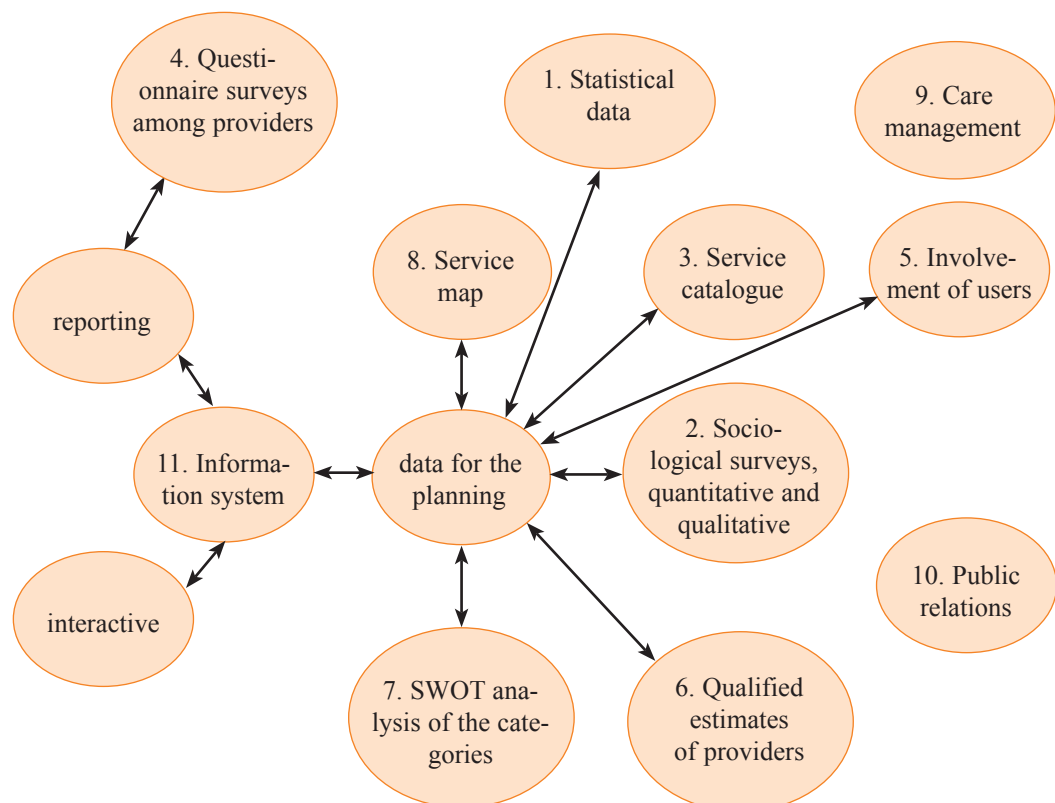 4. Questi-
onnaire surveys
among providers
1. Statistical
data
9. Care
management
8. Service
map
3. Service
catalogue
5. Involve-
ment of users
reporting
11. Informa-
tion system
data for the
planning
2. Socio-
logical surveys,
quantitative and
qualitative
interactive
10. Public
relations
7. SWOT ana-
lysis of the cate-
gories
6. Qualified
estimates
of providers